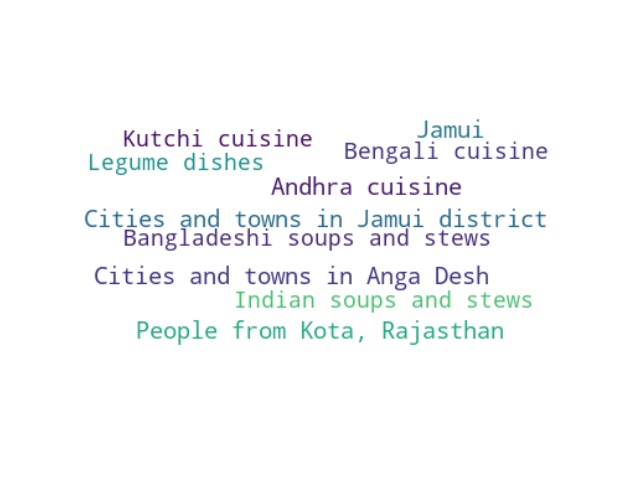 Jamui
Kutchi cuisine
Bengali cuisine
Legume dishes
Andhra cuisine
Cities and towns in Jamui district
Bangladeshi soups and stews
Cities and towns in Anga Desh
Indian soups and stews
People from Kota, Rajasthan